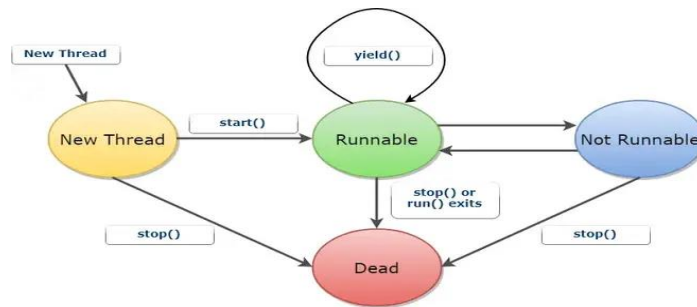 New Thread
yield()
New Thread
start()
Runnable
Not Runnable
stop() or
run() exits
stop()
stop()
Dead